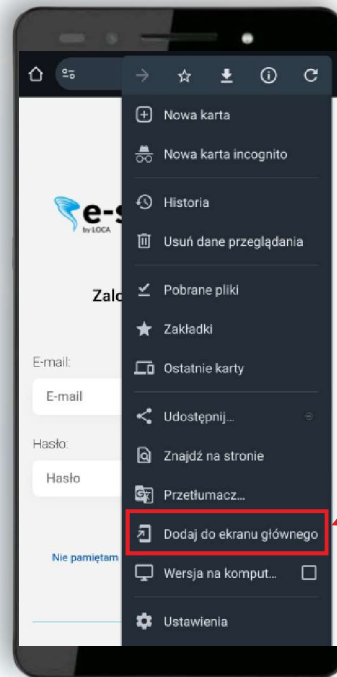 Nowa karta
Nowa karta incognito
Historia
Usuń dane przeglądania
e-s
by LOCA
Pobrane pliki
Zalo
Zakładki
E-mail:
Ostatnie karty
E-mail
Udostępnij...
Hasło:
Znajdź na stronie
Hasło
Przetłumacz...
Dodaj do ekranu głównego
Nie pamiętam
Wersja na komput...
Ustawienia